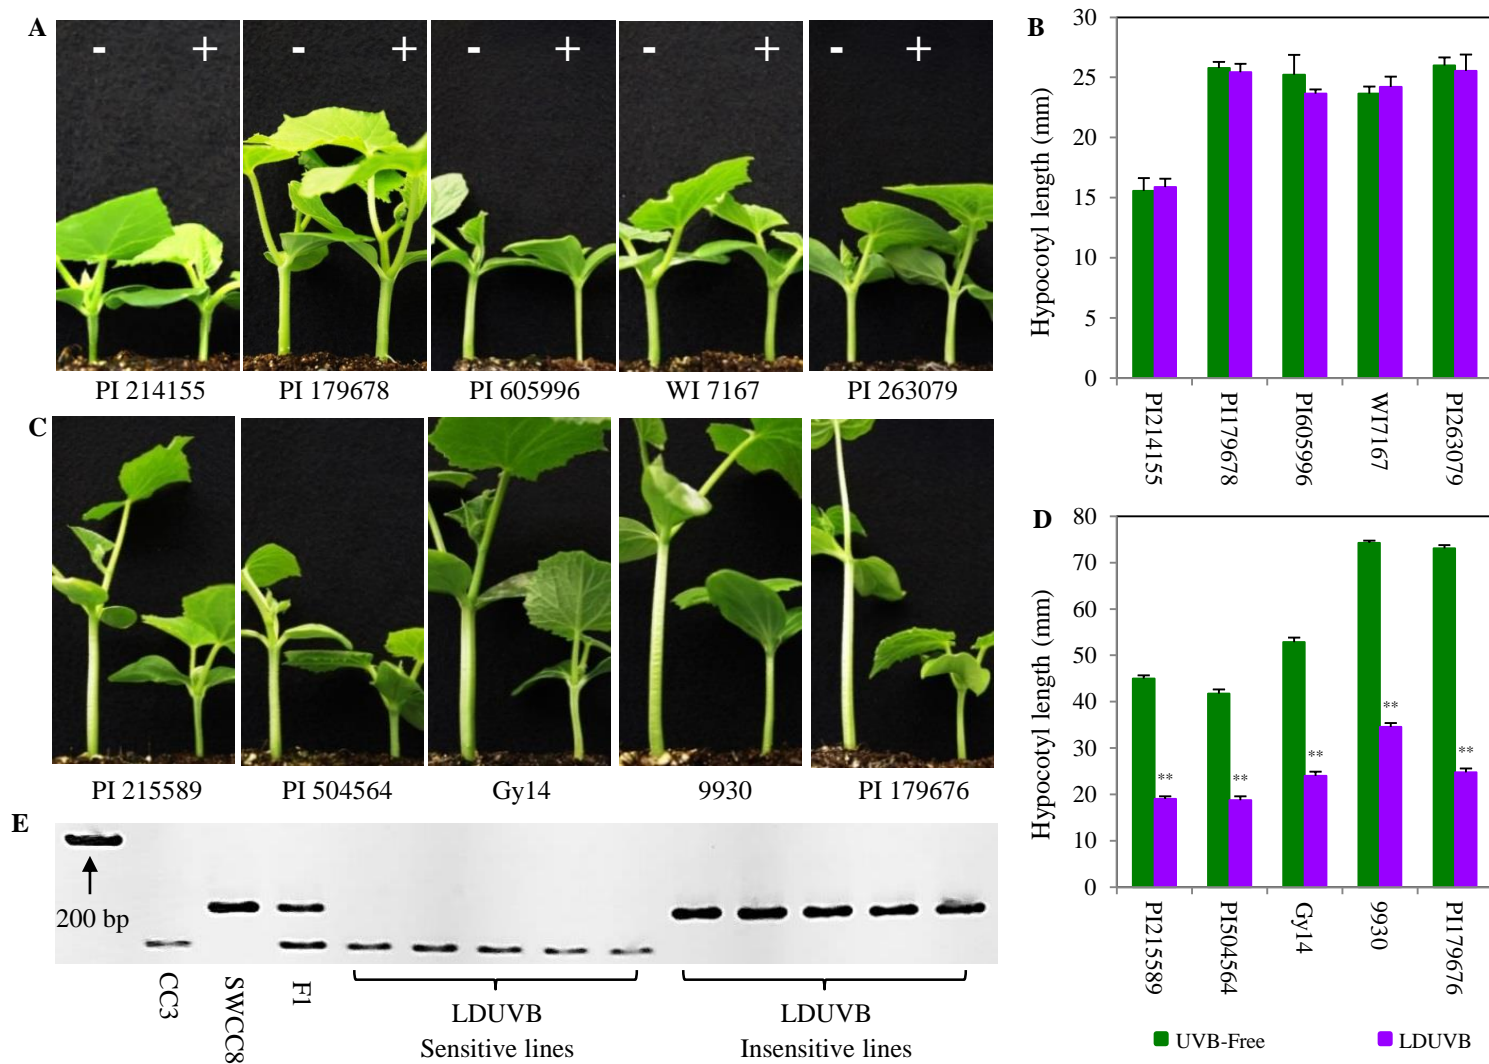 A
- +
- +
- +
- +
- +
PI 214155
PI 179678
PI 605996
WI 7167
PI 263079
B
Hypocotyl length (mm)
30
25
20
15
10
5
0
PI214155
PI179678
PI605996
WI7167
PI263079
C
PI 215589
PI 504564
Gy14
9930
PI 179676
D
Hypocotyl length (mm)
80
70
60
50
40
30
20
10
0
**
**
**
**
**
PI215589
PI504564
Gy14
9930
PI179676
UVB-Free
LDUVB
E
200 bp
CC3
SWCC8
F1
LDUVB
Sensitive lines
LDUVB
Insensitive lines